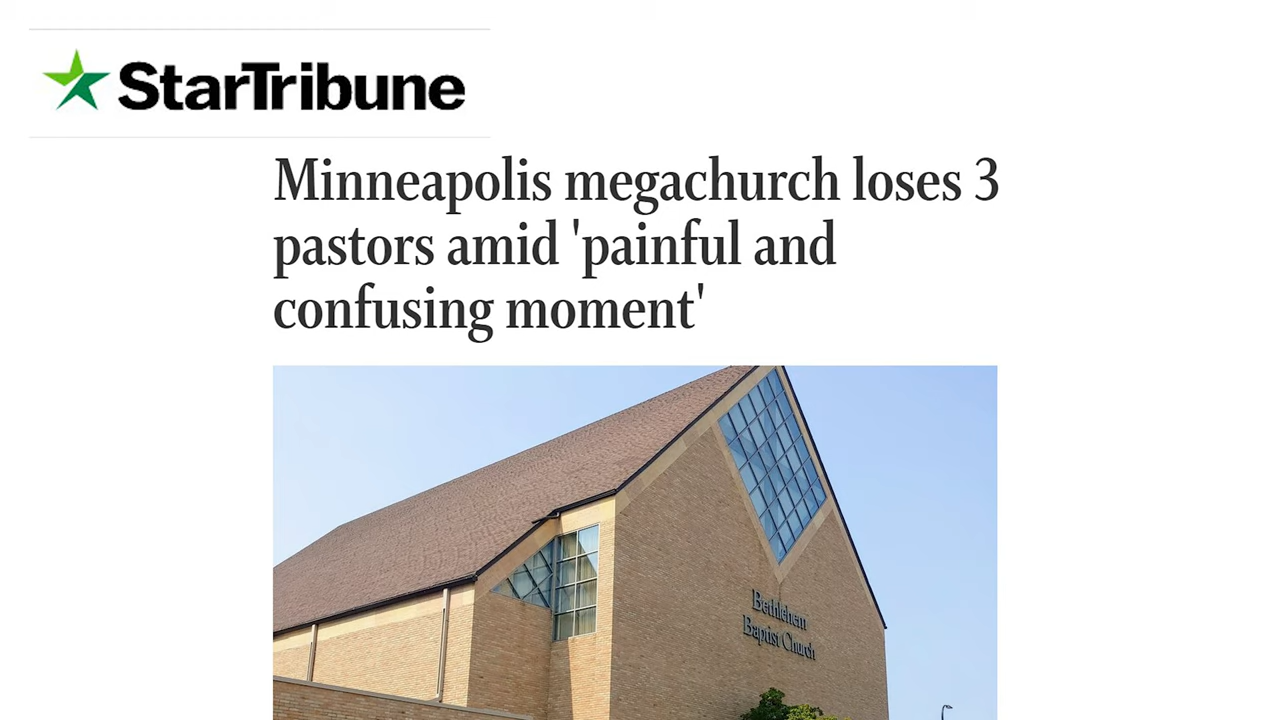 StarTribune
Minneapolis megachurch loses 3
pastors amid 'painful and
confusing moment'
Bethlehem
Baptist Church